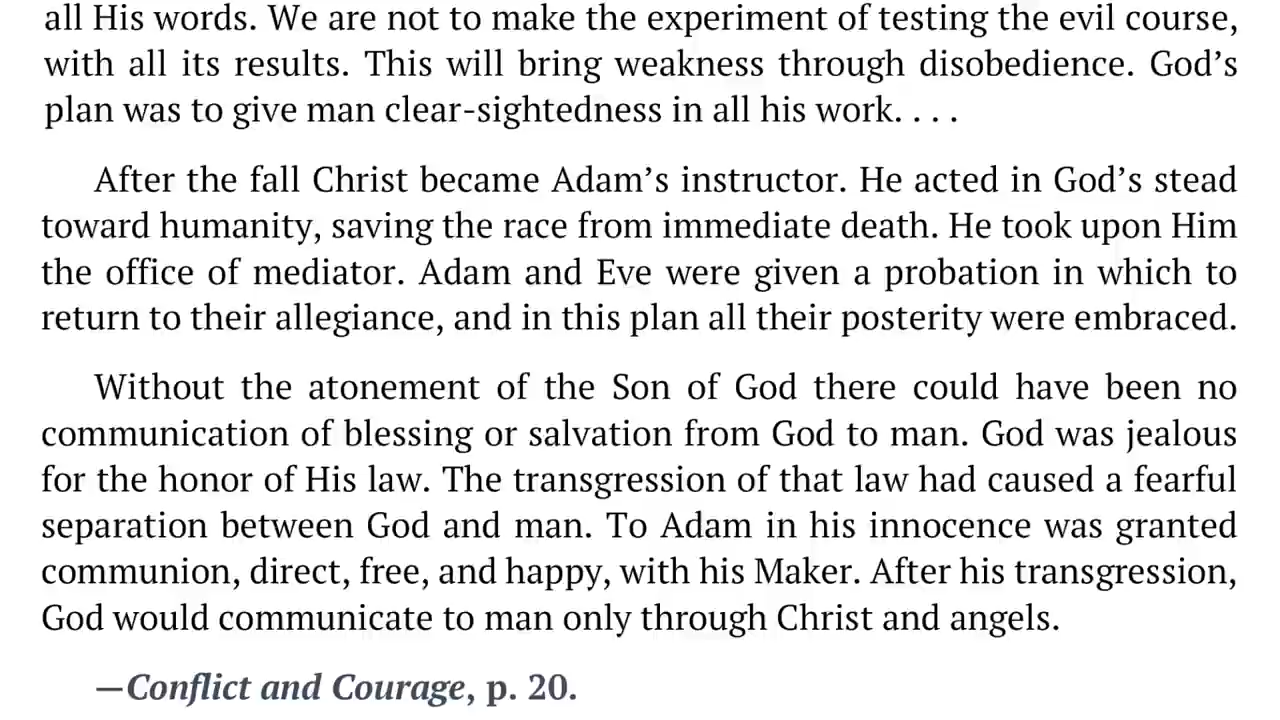 all His words. We are not to make the experiment of testing the evil course,
with all its results. This will bring weakness through disobedience. God’s
plan was to give man clear-sightedness in all his work. . . .
After the fall Christ became Adam’s instructor. He acted in God’s stead
toward humanity, saving the race from immediate death. He took upon Him
the office of mediator. Adam and Eve were given a probation in which to
return to their allegiance, and in this plan all their posterity were embraced.
Without the atonement of the Son of God there could have been no
communication of blessing or salvation from God to man. God was jealous
for the honor of His law. The transgression of that law had caused a fearful
separation between God and man. To Adam in his innocence was granted
communion, direct, free, and happy, with his Maker. After his transgression,
God would communicate to man only through Christ and angels.
—Conflict and Courage, p. 20.